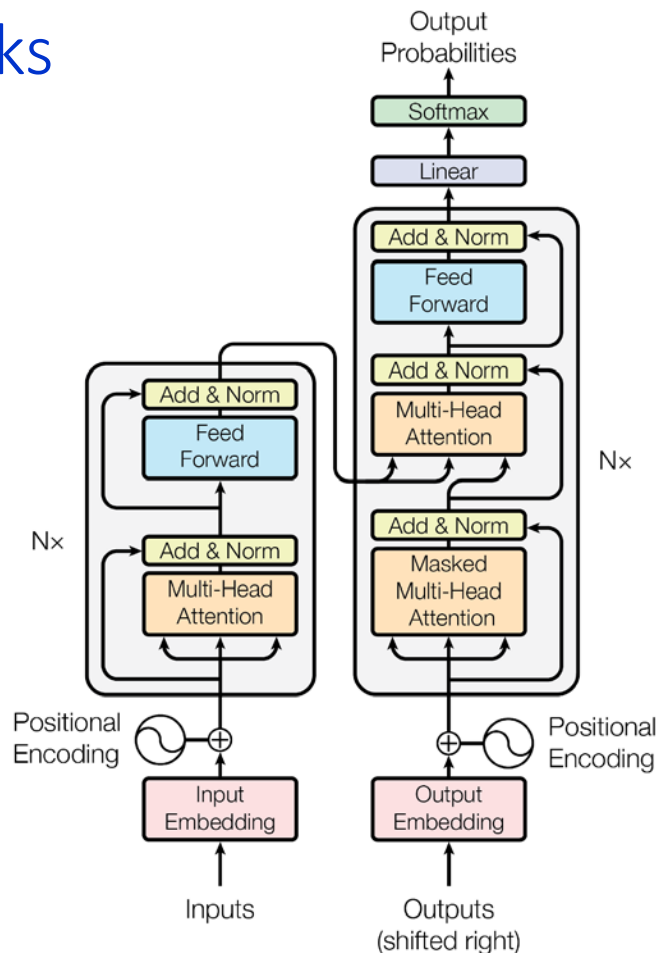 ks
Output
Probabilities
Softmax
Linear
Add & Norm
Feed
Forward
Add & Norm
Multi-Head
Attention
Add & Norm
Masked
Multi-Head
Attention
N×
Add & Norm
Feed
Forward
Add & Norm
Multi-Head
Attention
N×
Positional
Encoding
Positional
Encoding
Input
Embedding
Output
Embedding
Inputs
Outputs
(shifted right)